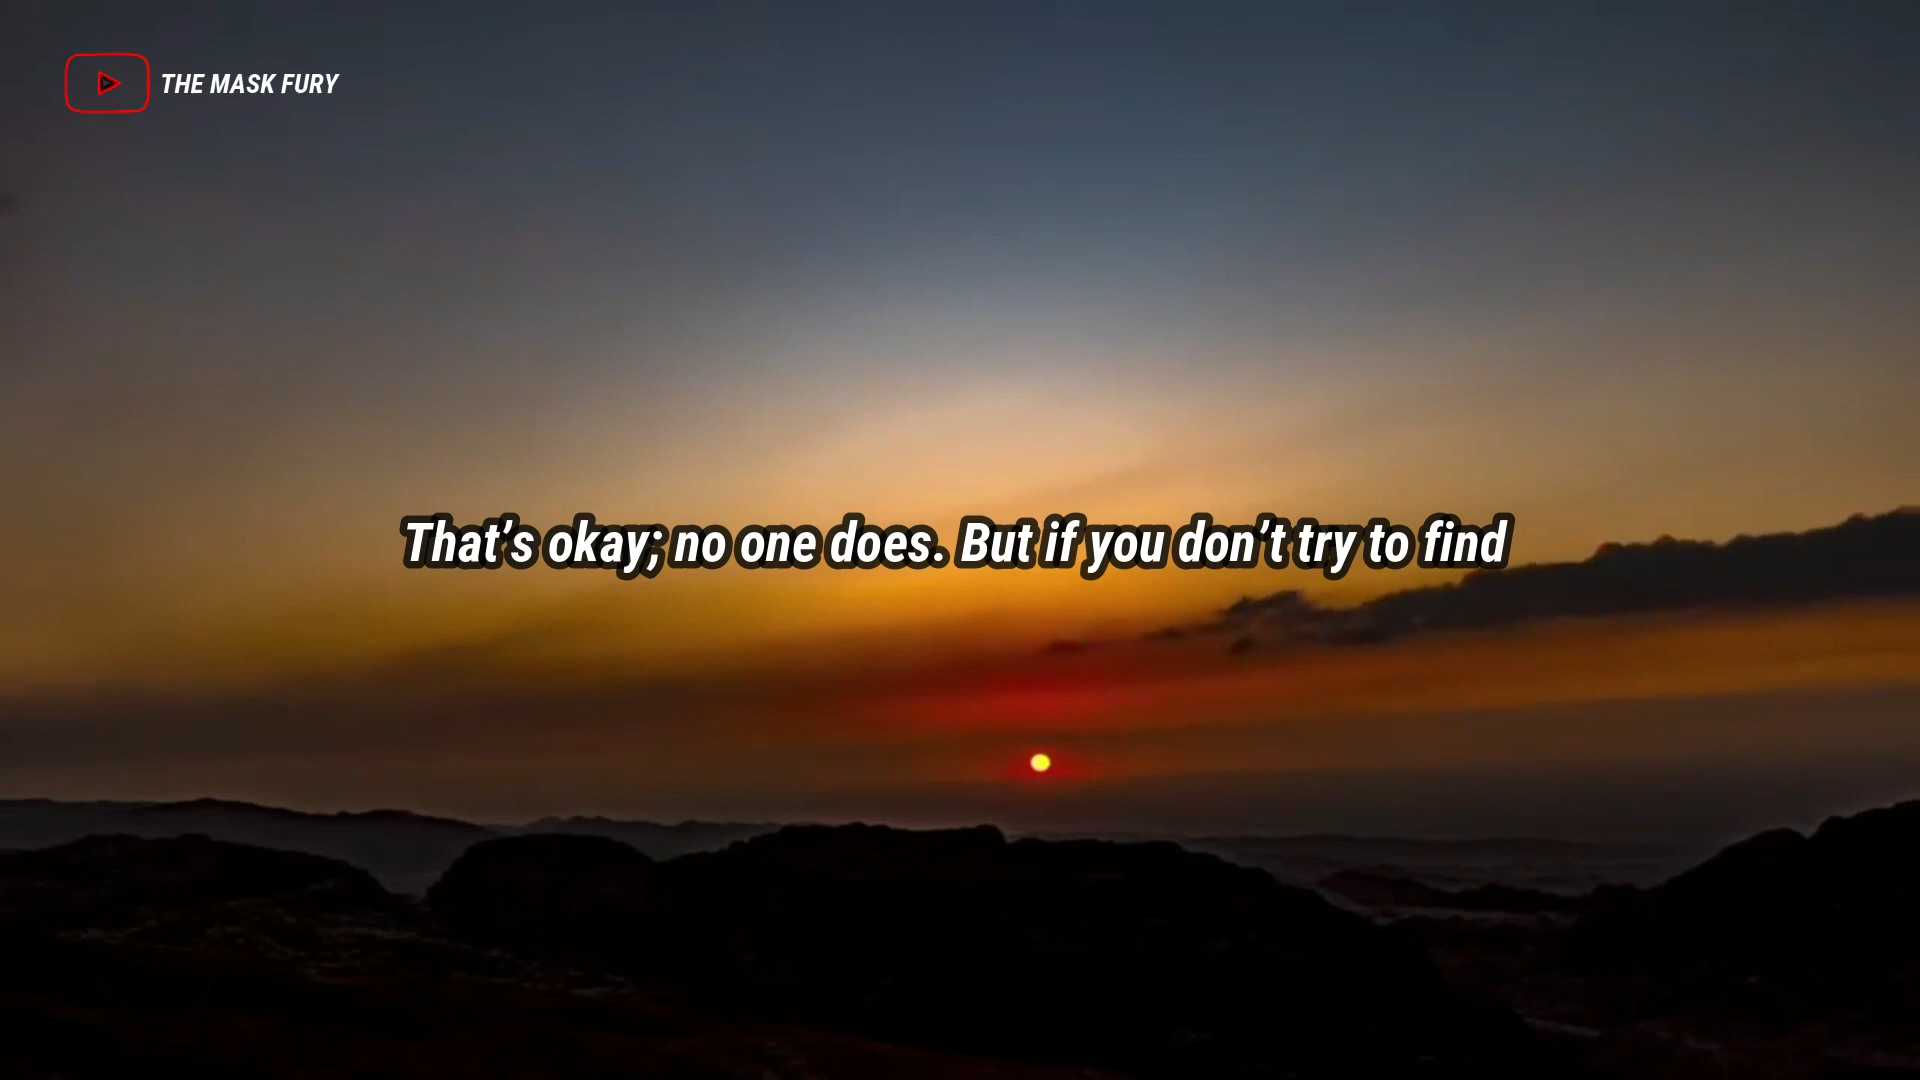 THE MASK FURY
That’s okay; no one does. But if you don’t try to find